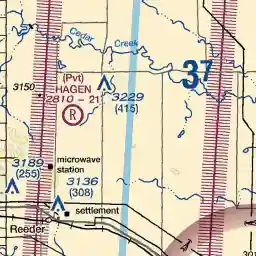 Cedar
Creek
(Pvt)
HAGEN
2810 - 21
R
3150
3229
(415)
37
3189
(255)
microwave
station
3136
(308)
settlement
Reeder